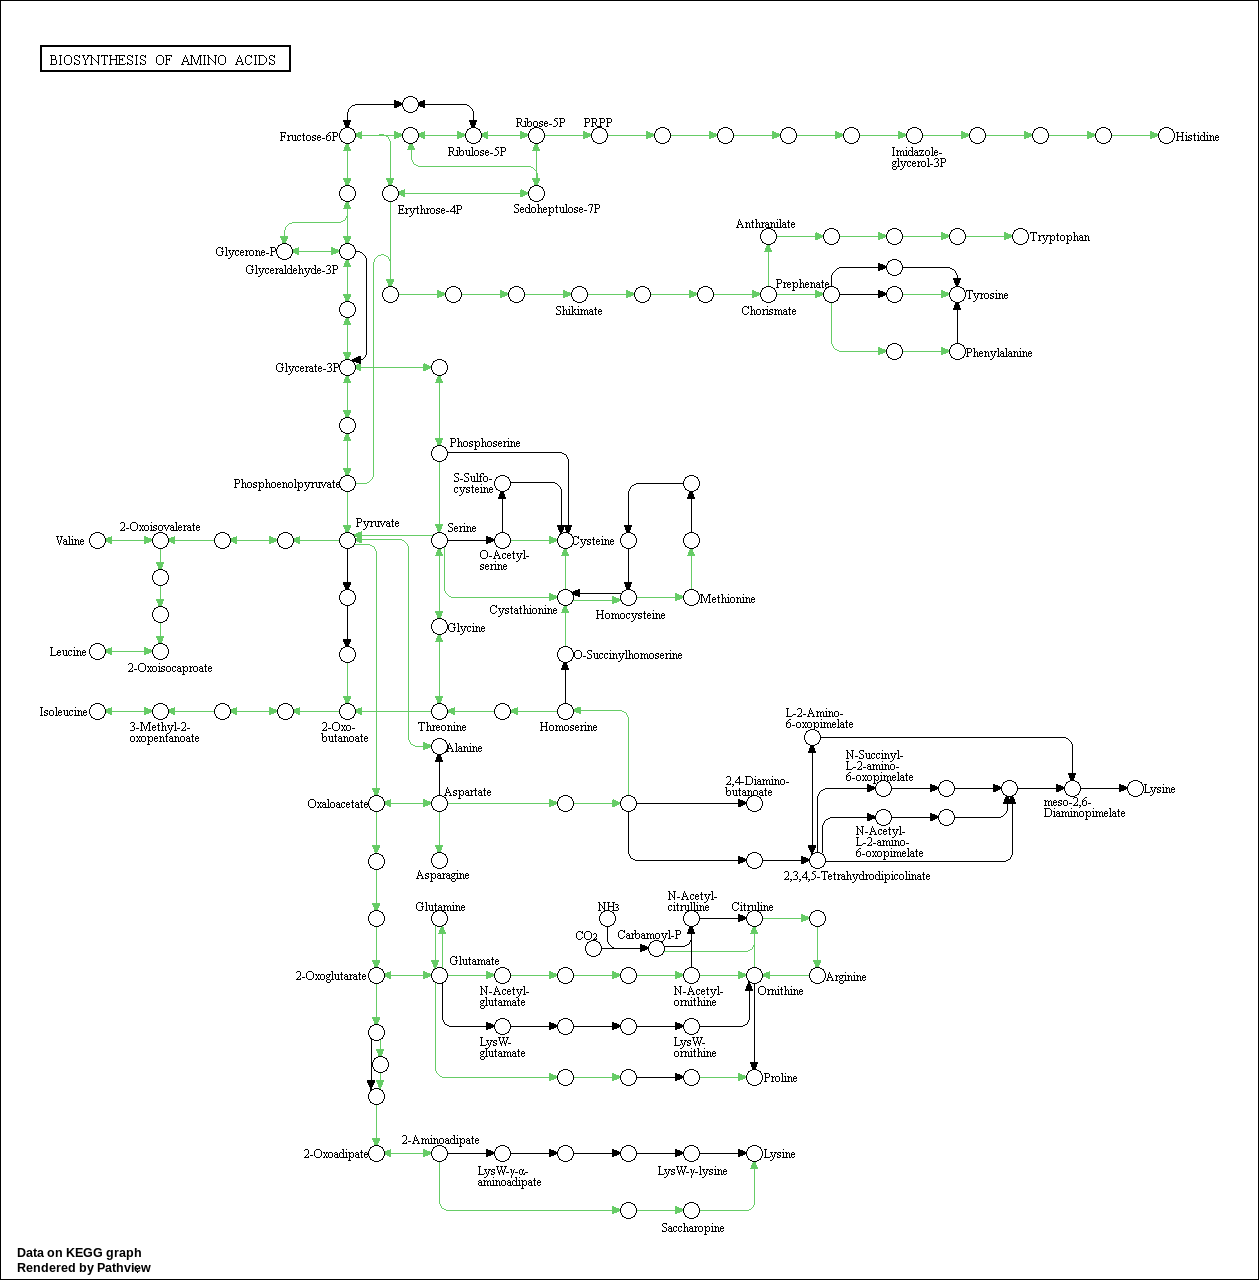 BIOSYNTHESIS OF AMINO ACIDS
Fructose-6P
Ribulose-5P
Ribose-5P
PRPP
Imidazole-
glycerol-3P
Histidine
Erythrose-4P
Sedoheptulose-7P
Glycerone-P
Glyceraldehyde-3P
Anthranilate
Tryptophan
Prephenate
Shikimate
Chorismate
Tyrosine
Phenylalanine
Glycerate-3P
Phosphoserine
Phosphoenolpyruvate
S-Sulfo-
cysteine
2-Oxoisovalerate
Pyruvate
Serine
Valine
O-Acetyl-
serine
Cysteine
Cystathionine
Homocysteine
Methionine
Glycine
Leucine
2-Oxoisocaproate
O-Succinylhomoserine
Isoleucine
3-Methyl-2-
oxopentanoate
2-Oxo-
butanoate
Threonine
Homoserine
Alanine
L-2-Amino-
6-oxopimelate
N-Succinyl-
L-2-amino-
6-oxopimelate
2,4-Diamino-
butanoate
Oxaloacetate
Aspartate
Lysine
meso-2,6-
Diaminopimelate
N-Acetyl-
L-2-amino-
6-oxopimelate
Asparagine
2,3,4,5-Tetrahydrodipicolinate
Glutamine
NH3
N-Acetyl-
citrulline
Citruline
CO2
Carbamoyl-P
2-Oxoglutarate
Glutamate
N-Acetyl-
glutamate
N-Acetyl-
ornithine
Ornithine
Arginine
LysW-
glutamate
LysW-
ornithine
Proline
2-Oxoadipate
2-Aminoadipate
LysW-γ-α-
aminoadipate
LysW-γ-lysine
Lysine
Saccharopine
Data on KEGG graph
Rendered by Pathview